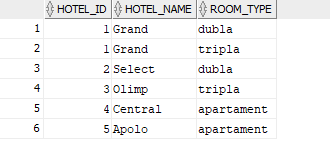 HOTEL_ID HOTEL_NAME ROOM_TYPE
1 1 Grand dubla
2 1 Grand tripla
3 2 Select dubla
4 3 Olimp tripla
5 4 Central apartament
6 5 Apolo apartament